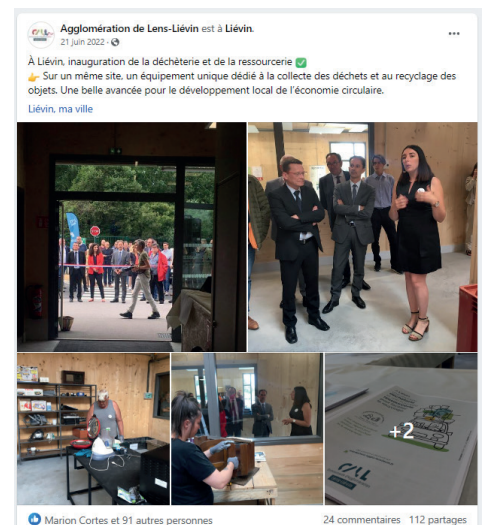 Agglomération de Lens-Liévin est à Liévin.
21 juin 2022
À Liévin, inauguration de la déchèterie et de la ressourcerie ✅
👉 Sur un même site, un équipement unique dédié à la collecte des déchets et au recyclage des
objets. Une belle avancée pour le développement local de l'économie circulaire.
Liévin, ma ville
+2
Marion Cortes et 91 autres personnes
24 commentaires 112 partages